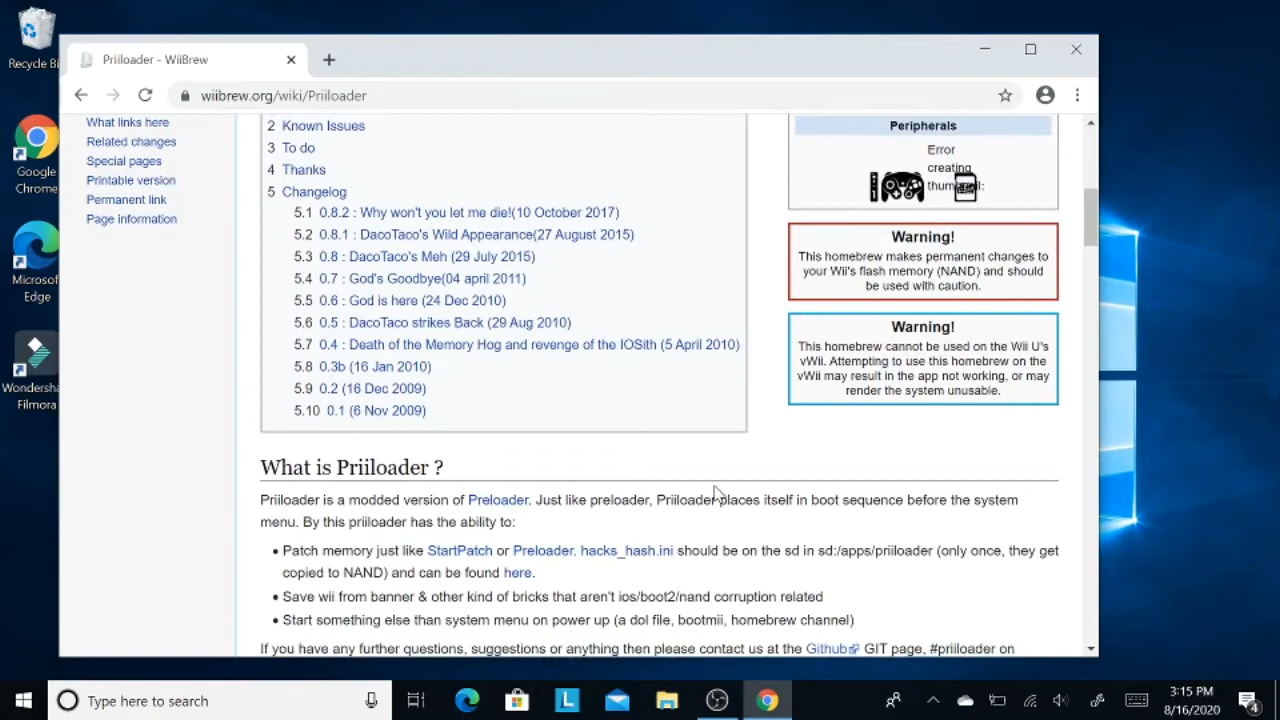 Recycle Bi
Google
Chrome
Microsof
Edge
Wondersha
Filmora
Priiloader - WiiBrew
wiibrew.org/wiki/Priiloader
What links here
Related changes
Special pages
Printable version
Permanent link
Page information
2 Known Issues
3 To do
4 Thanks
5 Changelog
5.1 0.8.2 : Why won't you let me die!(10 October 2017)
5.2 0.8.1 : DacoTaco's Wild Appearance(27 August 2015)
5.3 0.8 : DacoTaco's Meh (29 July 2015)
5.4 0.7 : God's Goodbye(04 april 2011)
5.5 0.6 : God is here (24 Dec 2010)
5.6 0.5 : DacoTaco strikes Back (29 Aug 2010)
5.7 0.4 : Death of the Memory Hog and revenge of the IOSith (5 April 2010)
5.8 0.3b (16 Jan 2010)
5.9 0.2 (16 Dec 2009)
5.10 0.1 (6 Nov 2009)
Peripherals
Error
creating
thumbnail:
Warning!
This homebrew makes permanent changes to
your Wii's flash memory (NAND) and should
be used with caution.
Warning!
This homebrew cannot be used on the Wii U's
vWii. Attempting to use this homebrew on the
vWii may result in the app not working, or may
render the system unusable.
What is Priiloader ?
Priiloader is a modded version of Preloader. Just like preloader, Priiloader places itself in boot sequence before the system
menu. By this priiloader has the ability to:
• Patch memory just like StartPatch or Preloader. hacks_hash.ini should be on the sd in sd:/apps/priiloader (only once, they get
copied to NAND) and can be found here.
• Save wii from banner & other kind of bricks that aren't ios/boot2/nand corruption related
• Start something else than system menu on power up (a dol file, bootmii, homebrew channel)
If you have any further questions, suggestions or anything then please contact us at the Github GIT page, #priiloader on
Type here to search
L
3:15 PM
8/16/2020
4